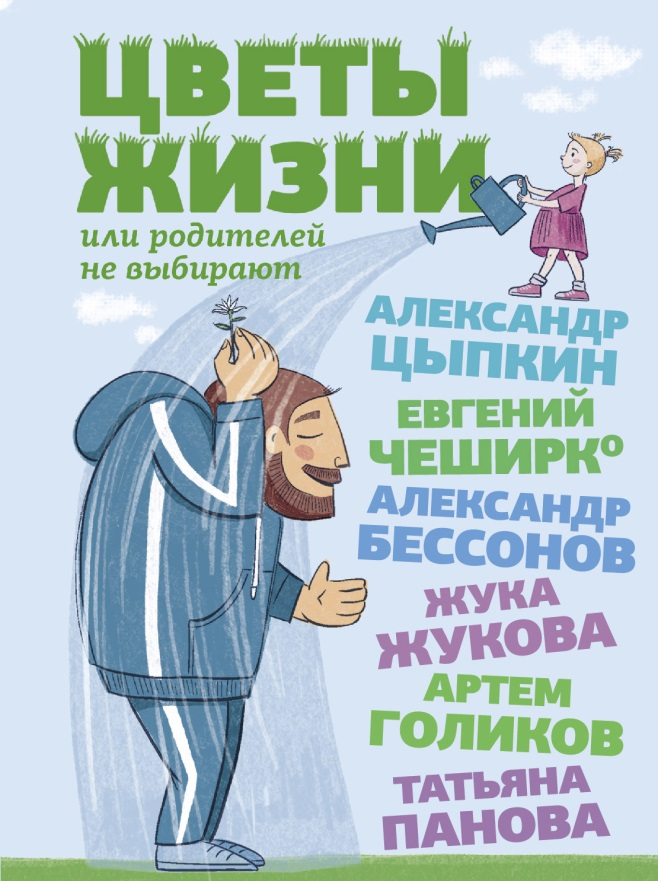 ЦВЕТЫ
ЖИЗНИ
или родителей
не выбирают
АЛЕКСАНДР
ЦЫПКИН
ЕВГЕНИЙ
ЧЕШИРКО
АЛЕКСАНДР
БЕССОНОВ
ЖУКА
ЖУКОВА
АРТЕМ
ГОЛИКОВ
ТАТЬЯНА
ПАНОВА